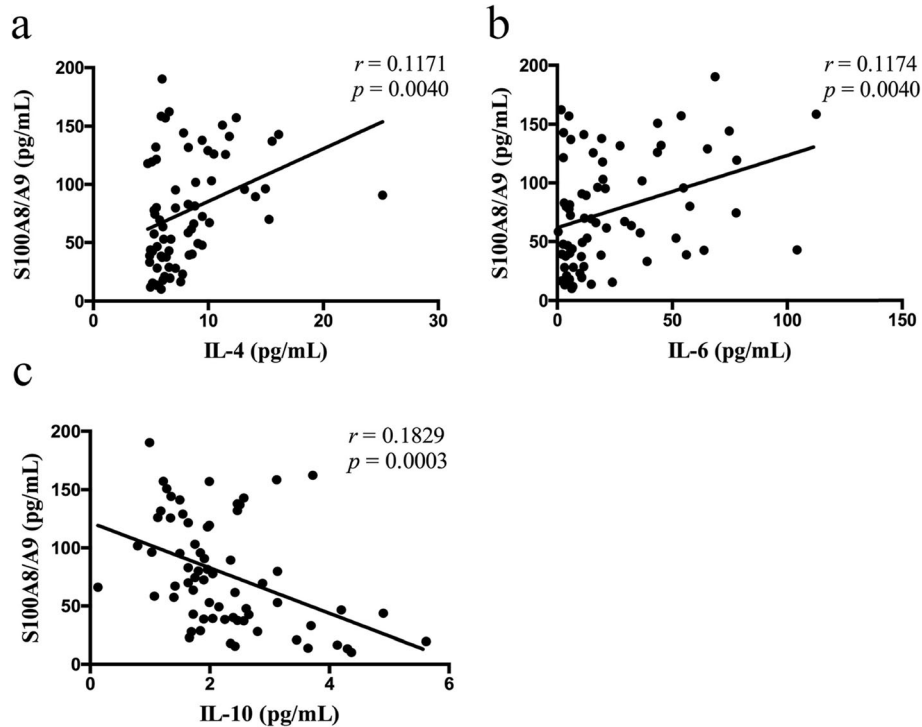 a
r = 0.1171
p = 0.0040
S100A8/A9 (pg/mL)
200
150
100
50
0
0 10 20 30
IL-4 (pg/mL)
b
r = 0.1174
p = 0.0040
S100A8/A9 (pg/mL)
200
150
100
50
0
0 50 100 150
IL-6 (pg/mL)
c
r = 0.1829
p = 0.0003
S100A8/A9 (pg/mL)
200
150
100
50
0
0 2 4 6
IL-10 (pg/mL)